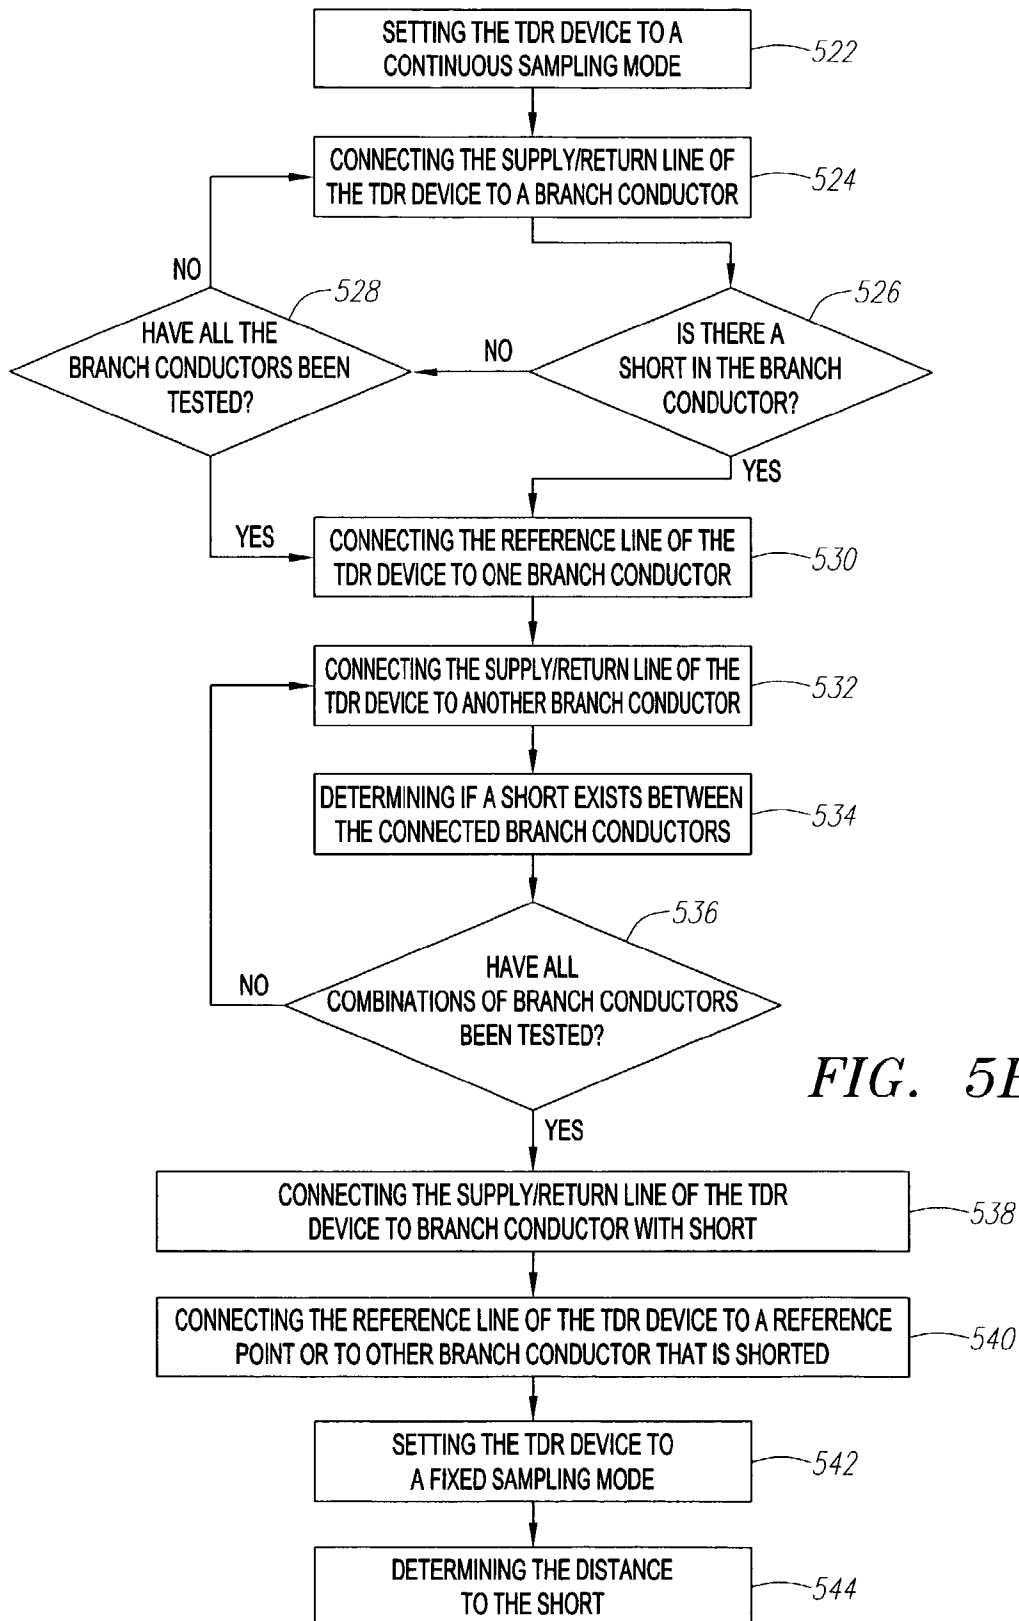 SETTING THE TDR DEVICE TO A
CONTINUOUS SAMPLING MODE
522
CONNECTING THE SUPPLY/RETURN LINE OF
THE TDR DEVICE TO A BRANCH CONDUCTOR
524
NO
528
HAVE ALL THE
BRANCH CONDUCTORS BEEN
TESTED?
NO
526
IS THERE A
SHORT IN THE BRANCH
CONDUCTOR?
YES
YES
CONNECTING THE REFERENCE LINE OF THE
TDR DEVICE TO ONE BRANCH CONDUCTOR
530
CONNECTING THE SUPPLY/RETURN LINE OF THE
TDR DEVICE TO ANOTHER BRANCH CONDUCTOR
532
DETERMINING IF A SHORT EXISTS BETWEEN
THE CONNECTED BRANCH CONDUCTORS
534
536
NO
HAVE ALL
COMBINATIONS OF BRANCH CONDUCTORS
BEEN TESTED?
FIG. 5B
YES
CONNECTING THE SUPPLY/RETURN LINE OF THE TDR
DEVICE TO BRANCH CONDUCTOR WITH SHORT
538
CONNECTING THE REFERENCE LINE OF THE TDR DEVICE TO A REFERENCE
POINT OR TO OTHER BRANCH CONDUCTOR THAT IS SHORTED
540
SETTING THE TDR DEVICE TO
A FIXED SAMPLING MODE
542
DETERMINING THE DISTANCE
TO THE SHORT
544